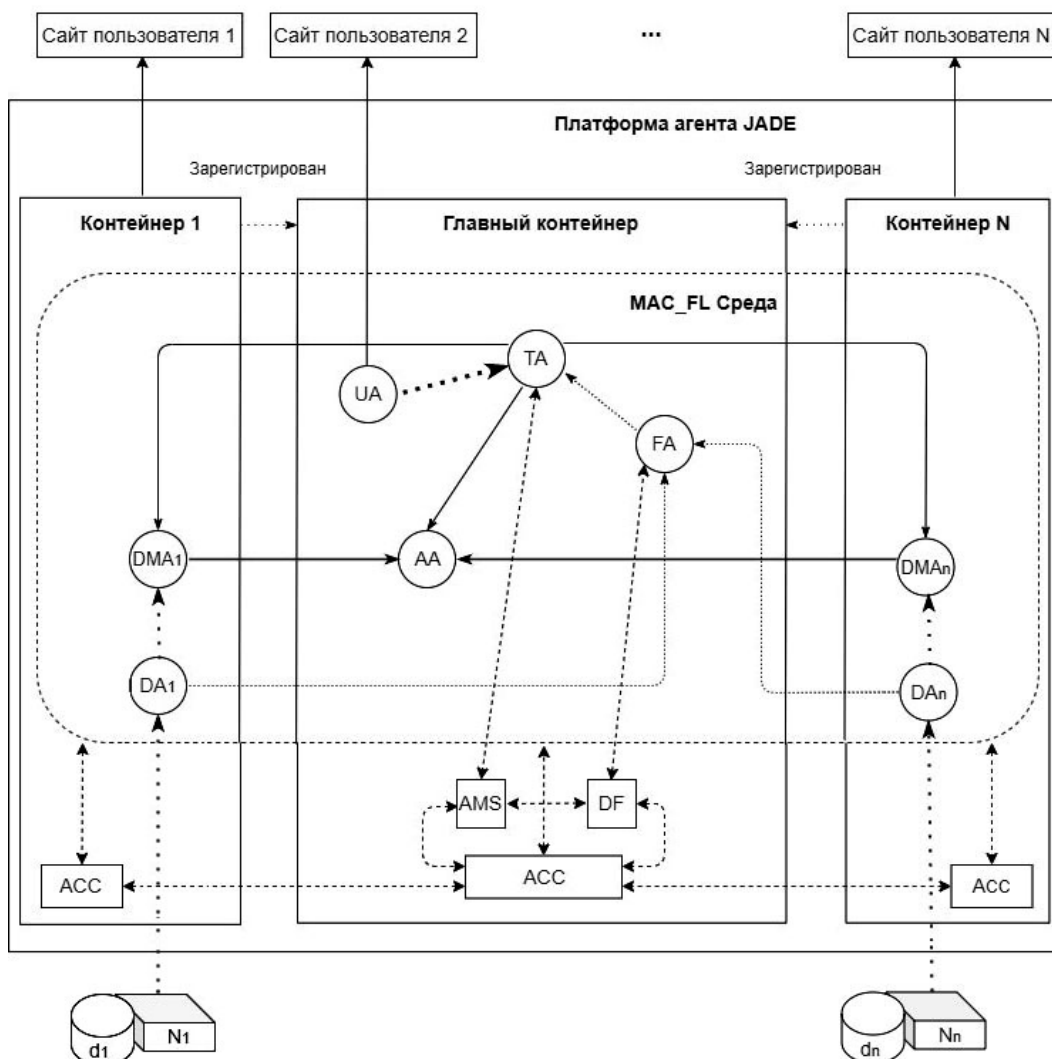 Сайт пользователя 1
Сайт пользователя 2
...
Сайт пользователя N
Платформа агента JADE
Зарегистрирован
Зарегистрирован
Контейнер 1
Главный контейнер
Контейнер N
MAC_FL Среда
TA
UA
FA
DMA1
AA
DMAn
DA1
DAn
AMS
DF
ACC
ACC
ACC
d1
N1
dn
Nn